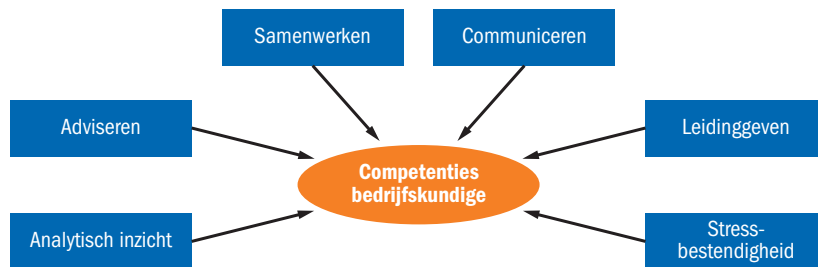 Samenwerken
Communiceren
Adviseren
Leidinggeven
Competenties
bedrijfskundige
Analytisch inzicht
Stress-
bestendigheid